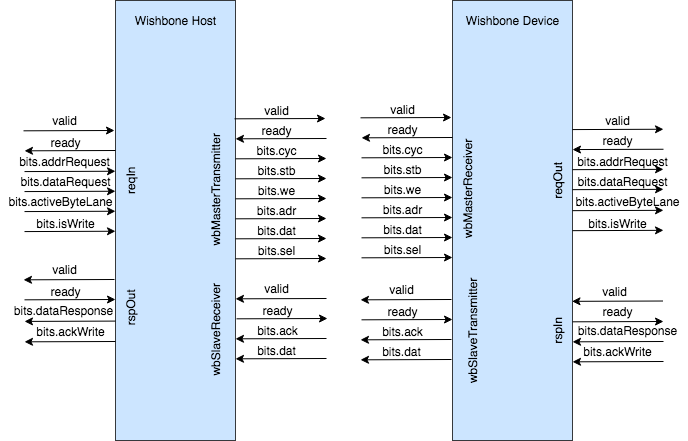 Wishbone Host
valid
ready
bits.addrRequest
bits.dataRequest
bits.activeByteLane
bits.isWrite
reqIn
valid
ready
bits.dataResponse
bits.ackWrite
rspOut
wbMasterTransmitter
valid
ready
bits.cyc
bits.stb
bits.we
bits.adr
bits.dat
bits.sel
wbSlaveReceiver
valid
ready
bits.ack
bits.dat
Wishbone Device
valid
ready
bits.cyc
bits.stb
bits.we
bits.adr
bits.dat
bits.sel
wbMasterReceiver
valid
ready
bits.ack
bits.dat
wbSlaveTransmitter
reqOut
valid
ready
bits.addrRequest
bits.dataRequest
bits.activeByteLane
bits.isWrite
rspIn
valid
ready
bits.dataResponse
bits.ackWrite